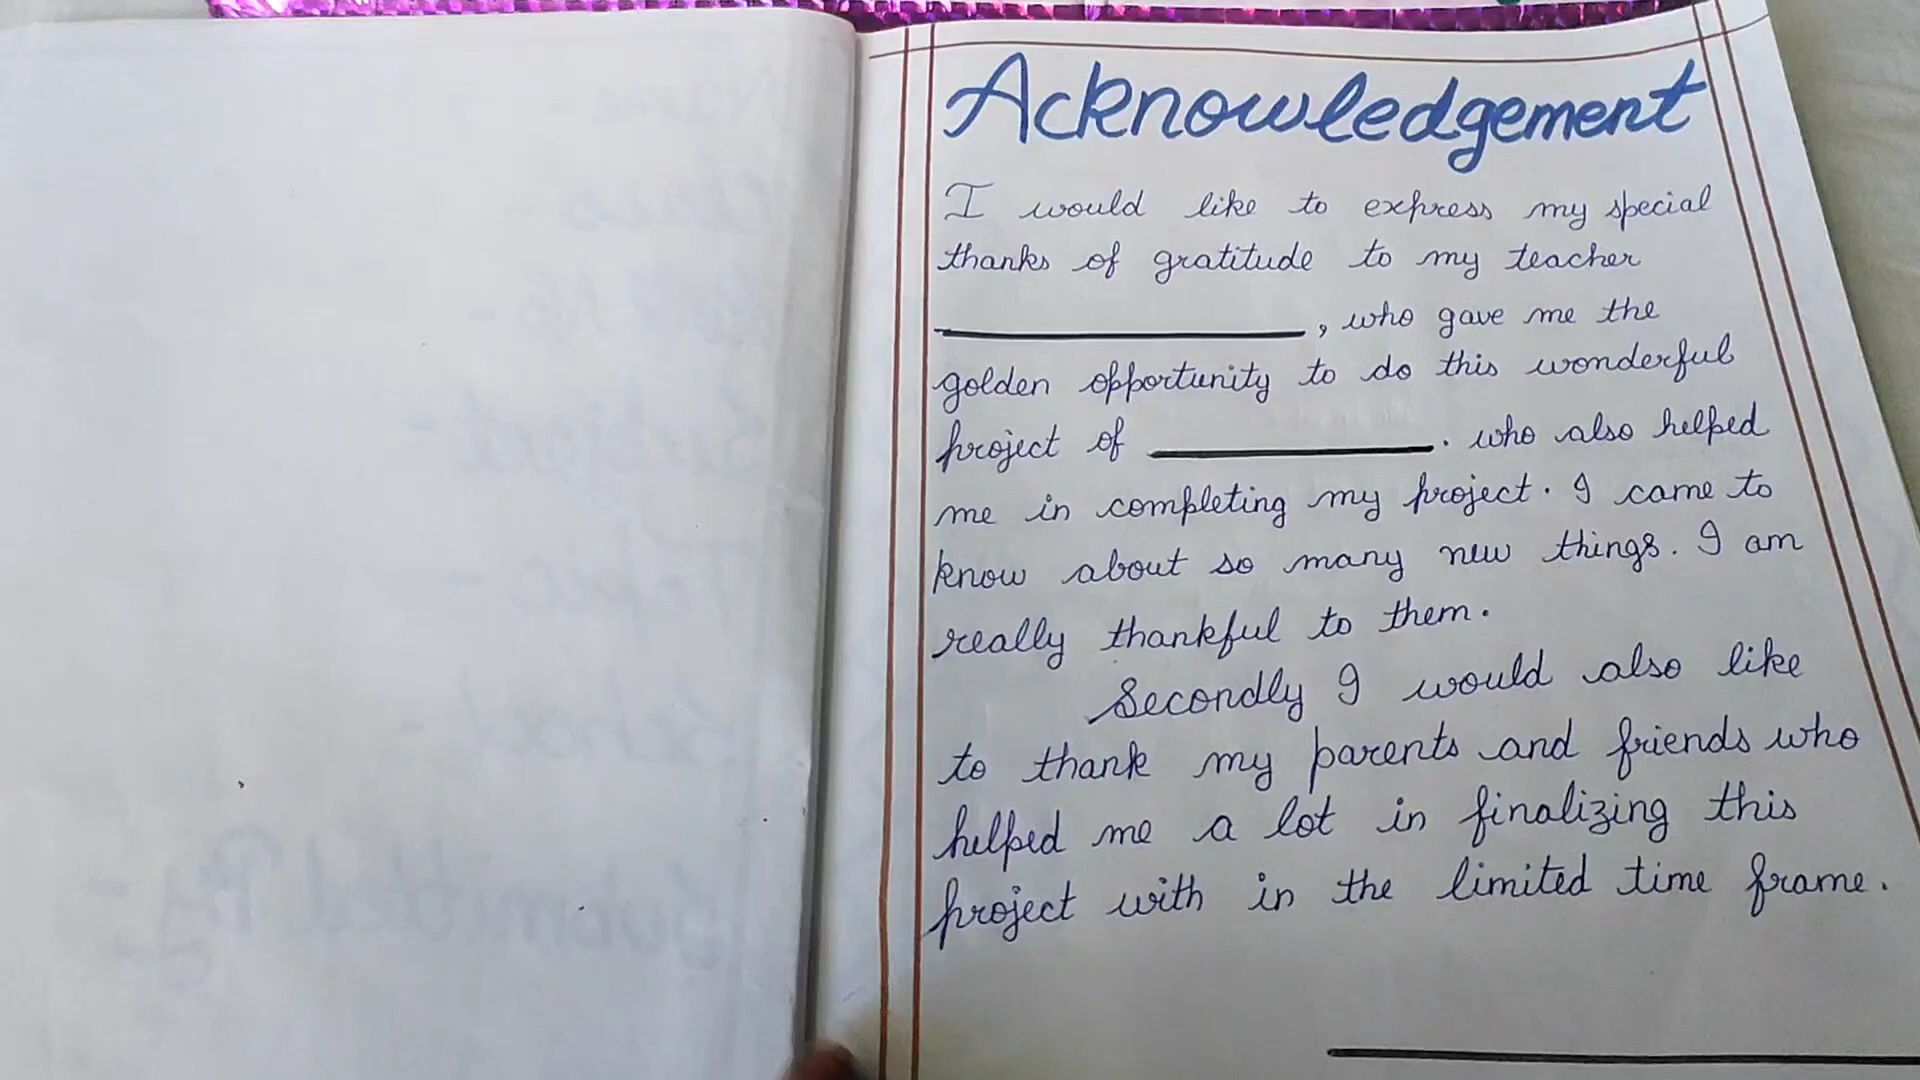 Acknowledgement
I would like to express my special
thanks of gratitude to my teacher
____________, who gave me the
golden opportunity to do this wonderful
project of __________. who also helped
me in completing my project. I came to
know about so many new things. I am
really thankful to them.
Secondly I would also like
to thank my parents and friends who
helped me a lot in finalizing this
project with in the limited time frame.